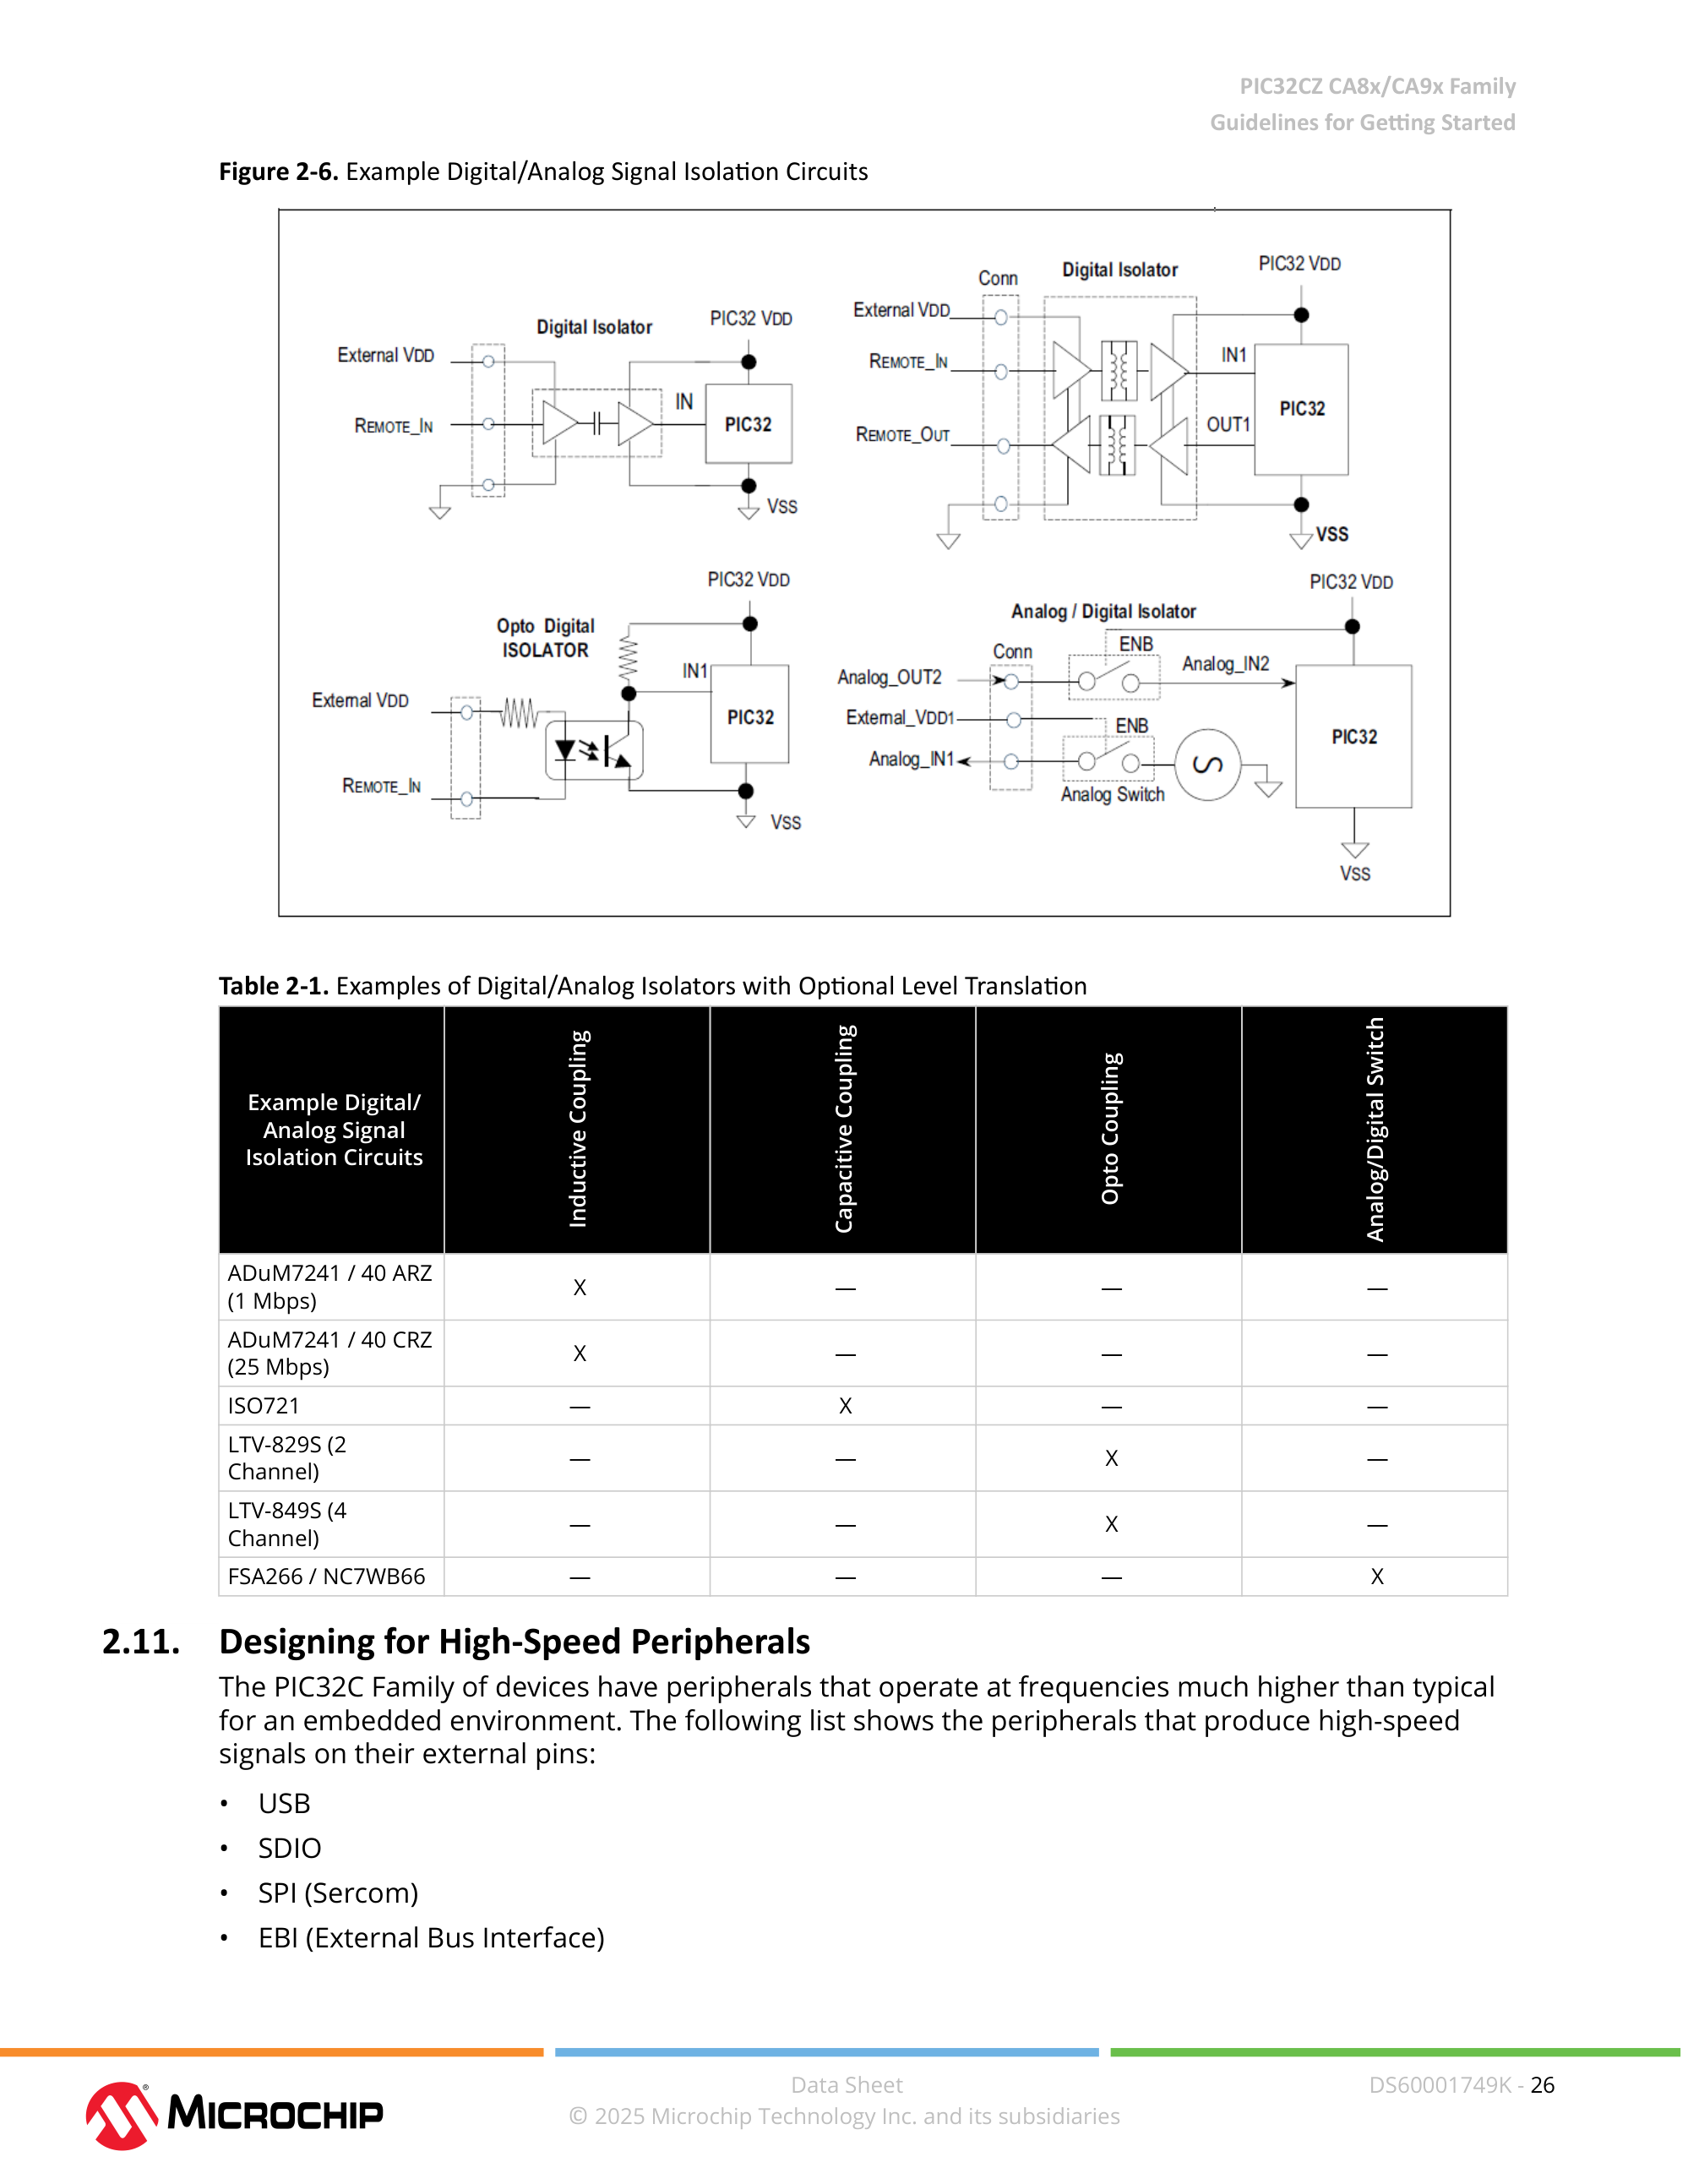 PIC32CZ CA8x/CA9x Family
Guidelines for Getting Started
Figure 2-6. Example Digital/Analog Signal Isolation Circuits
Digital Isolator
PIC32 VDD
External VDD
REMOTE_IN
IN
PIC32
VSS
Conn
Digital Isolator
PIC32 VDD
External VDD
REMOTE_IN
IN1
PIC32
REMOTE_OUT
OUT1
VSS
PIC32 VDD
Opto Digital
ISOLATOR
IN1
External VDD
PIC32
REMOTE_IN
VSS
PIC32 VDD
Analog / Digital Isolator
Conn
ENB
Analog_IN2
Analog_OUT2
External_VDD1
ENB
PIC32
Analog_IN1
Analog Switch
VSS
Table 2-1. Examples of Digital/Analog Isolators with Optional Level Translation
Example Digital/
Analog Signal
Isolation Circuits
Inductive Coupling
Capacitive Coupling
Opto Coupling
Analog/Digital Switch
ADuM7241 / 40 ARZ
(1 Mbps)
X — — —
ADuM7241 / 40 CRZ
(25 Mbps)
X — — —
ISO721 — X — —
LTV-829S (2
Channel)
— — X —
LTV-849S (4
Channel)
— — X —
FSA266 / NC7WB66 — — — X
2.11. Designing for High-Speed Peripherals
The PIC32C Family of devices have peripherals that operate at frequencies much higher than typical
for an embedded environment. The following list shows the peripherals that produce high-speed
signals on their external pins:
• USB
• SDIO
• SPI (Sercom)
• EBI (External Bus Interface)
MICROCHIP
Data Sheet
© 2025 Microchip Technology Inc. and its subsidiaries
DS60001749K - 26